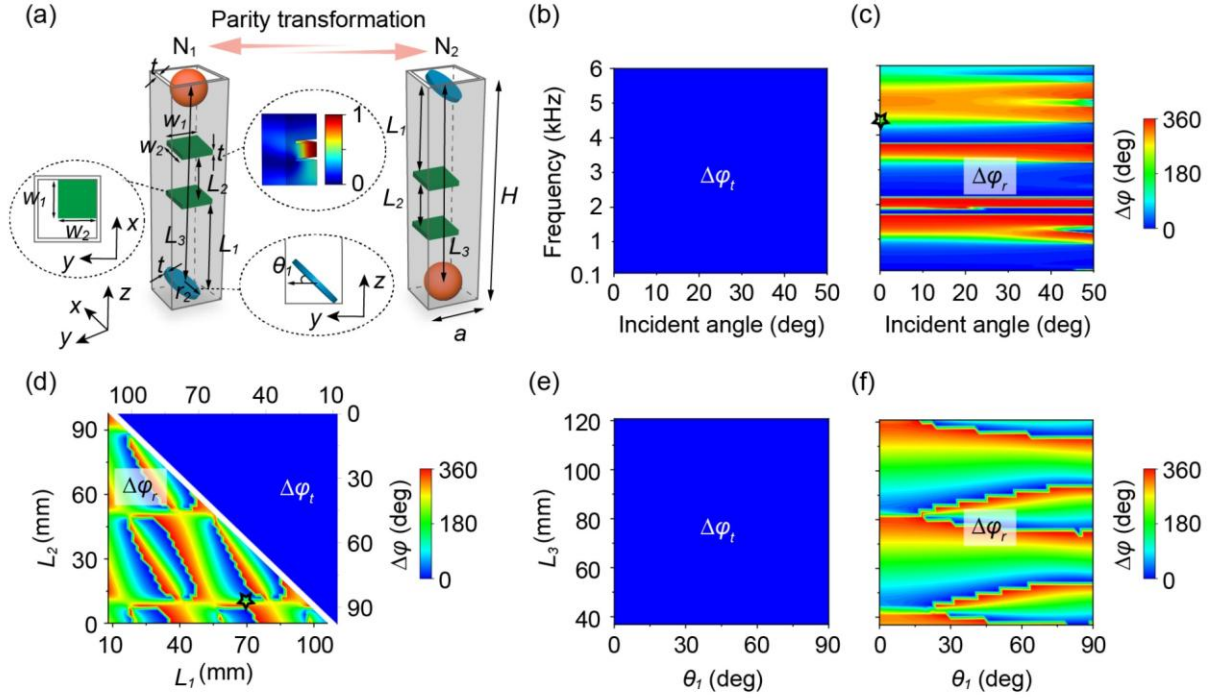 (a)
Parity transformation
N₁
N₂
t
w₁
w₂
t
L₂
L₃
L₁
t
r₂
w₁
w₂
x
y
z
x
y
1
0
θ₁
z
y
L₁
L₂
L₃
H
a
(b)
Frequency (kHz)
6
5
4
3
2
1
0.1
Δφt
0 10 20 30 40 50
Incident angle (deg)
(c)
Δφr
0 10 20 30 40 50
Incident angle (deg)
360
180
0
Δφ (deg)
(d)
100 70 40 10
L₂ (mm)
90
60
30
0
Δφr
Δφt
0
30
60
90
10 40 70 100
L₁ (mm)
360
180
0
Δφ (deg)
(e)
L₃ (mm)
120
100
80
60
40
Δφt
0 30 60 90
θ₁ (deg)
(f)
Δφr
0 30 60 90
θ₁ (deg)
360
180
0
Δφ (deg)